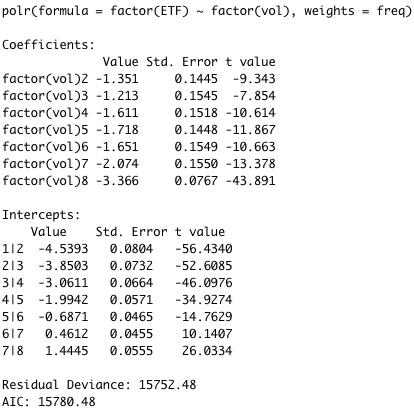 polr(formula = factor(ETF) ~ factor(vol), weights = freq)
Coefficients:
Value Std. Error t value
factor(vol)2 -1.351 0.1445 -9.343
factor(vol)3 -1.213 0.1545 -7.854
factor(vol)4 -1.611 0.1518 -10.614
factor(vol)5 -1.718 0.1448 -11.867
factor(vol)6 -1.651 0.1549 -10.663
factor(vol)7 -2.074 0.1550 -13.378
factor(vol)8 -3.366 0.0767 -43.891
Intercepts:
Value Std. Error t value
1|2 -4.5393 0.0804 -56.4340
2|3 -3.8503 0.0732 -52.6085
3|4 -3.0611 0.0664 -46.0976
4|5 -1.9942 0.0571 -34.9274
5|6 -0.6871 0.0465 -14.7629
6|7 0.4612 0.0455 10.1407
7|8 1.4445 0.0555 26.0334
Residual Deviance: 15752.48
AIC: 15780.48